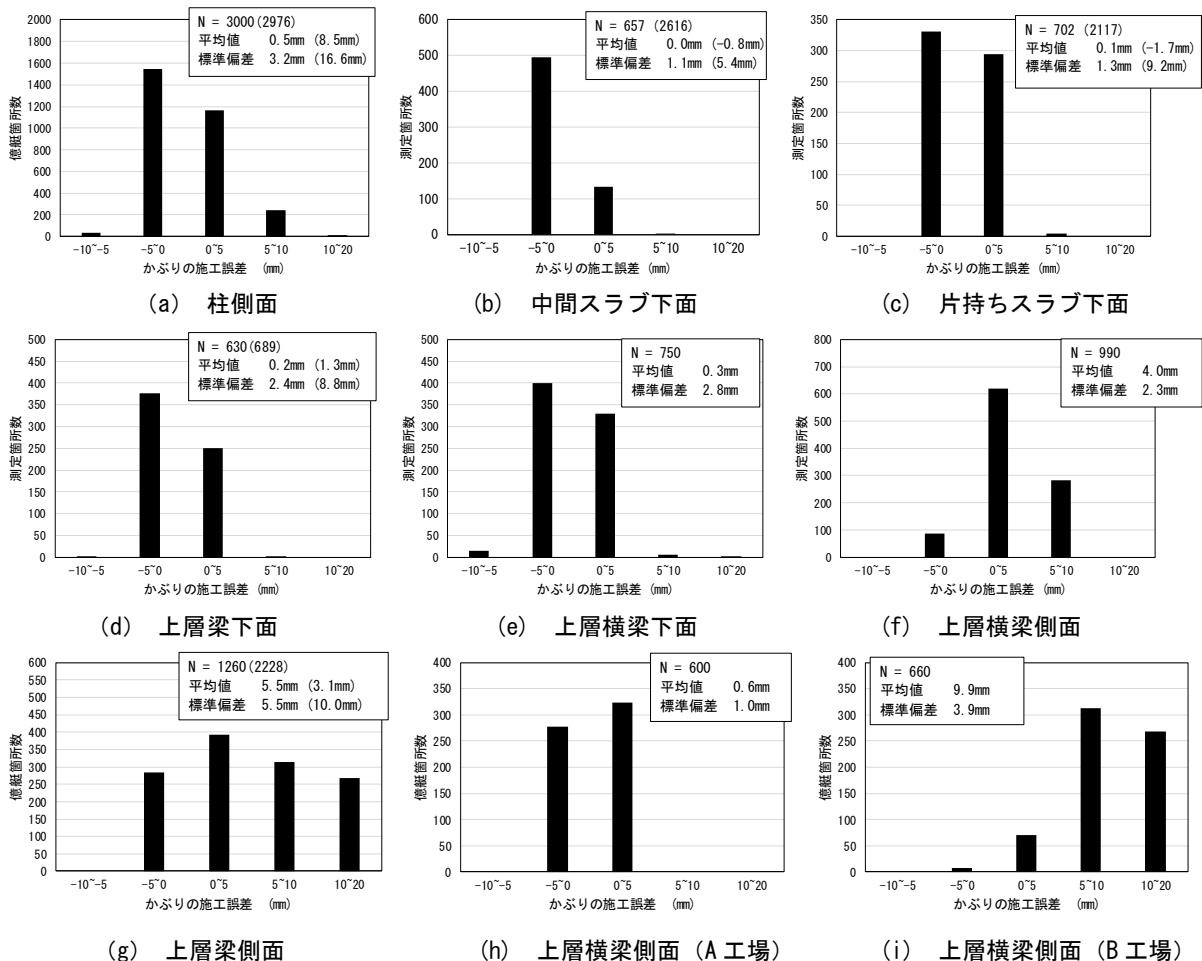 N = 3000(2976)
平均値 0.5mm (8.5mm)
標準偏差 3.2mm (16.6mm)
2000
1800
1600
1400
1200
1000
800
600
400
200
0
億艇箇所数
-10~-5 -5~0 0~5 5~10 10~20
かぶりの施工誤差 (mm)
(a) 柱側面
N = 657 (2616)
平均値 0.0mm (-0.8mm)
標準偏差 1.1mm (5.4mm)
600
500
400
300
200
100
0
測定箇所数
-10~-5 -5~0 0~5 5~10 10~20
かぶりの施工誤差 (mm)
(b) 中間スラブ下面
N = 702 (2117)
平均値 0.1mm (-1.7mm)
標準偏差 1.3mm (9.2mm)
350
300
250
200
150
100
50
0
測定箇所数
-10~-5 -5~0 0~5 5~10 10~20
かぶりの施工誤差 (mm)
(c) 片持ちスラブ下面
N = 630(689)
平均値 0.2mm (1.3mm)
標準偏差 2.4mm (8.8mm)
500
450
400
350
300
250
200
150
100
50
0
測定箇所数
-10~-5 -5~0 0~5 5~10 10~20
かぶりの施工誤差 (mm)
(d) 上層梁下面
N = 750
平均値 0.3mm
標準偏差 2.8mm
500
450
400
350
300
250
200
150
100
50
0
測定箇所数
-10~-5 -5~0 0~5 5~10 10~20
かぶりの施工誤差 (mm)
(e) 上層横梁下面
N = 990
平均値 4.0mm
標準偏差 2.3mm
800
700
600
500
400
300
200
100
0
測定箇所数
-10~-5 -5~0 0~5 5~10 10~20
かぶりの施工誤差 (mm)
(f) 上層横梁側面
N = 1260(2228)
平均値 5.5mm (3.1mm)
標準偏差 5.5mm (10.0mm)
600
550
500
450
400
350
300
250
200
150
100
50
0
億艇箇所数
-10~-5 -5~0 0~5 5~10 10~20
かぶりの施工誤差 (mm)
(g) 上層梁側面
N = 600
平均値 0.6mm
標準偏差 1.0mm
400
350
300
250
200
150
100
50
0
億艇箇所数
-10~-5 -5~0 0~5 5~10 10~20
かぶりの施工誤差 (mm)
(h) 上層横梁側面 (A 工場)
N = 660
平均値 9.9mm
標準偏差 3.9mm
400
350
300
250
200
150
100
50
0
億艇箇所数
-10~-5 -5~0 0~5 5~10 10~20
かぶりの施工誤差 (mm)
(i) 上層横梁側面 (B 工場)